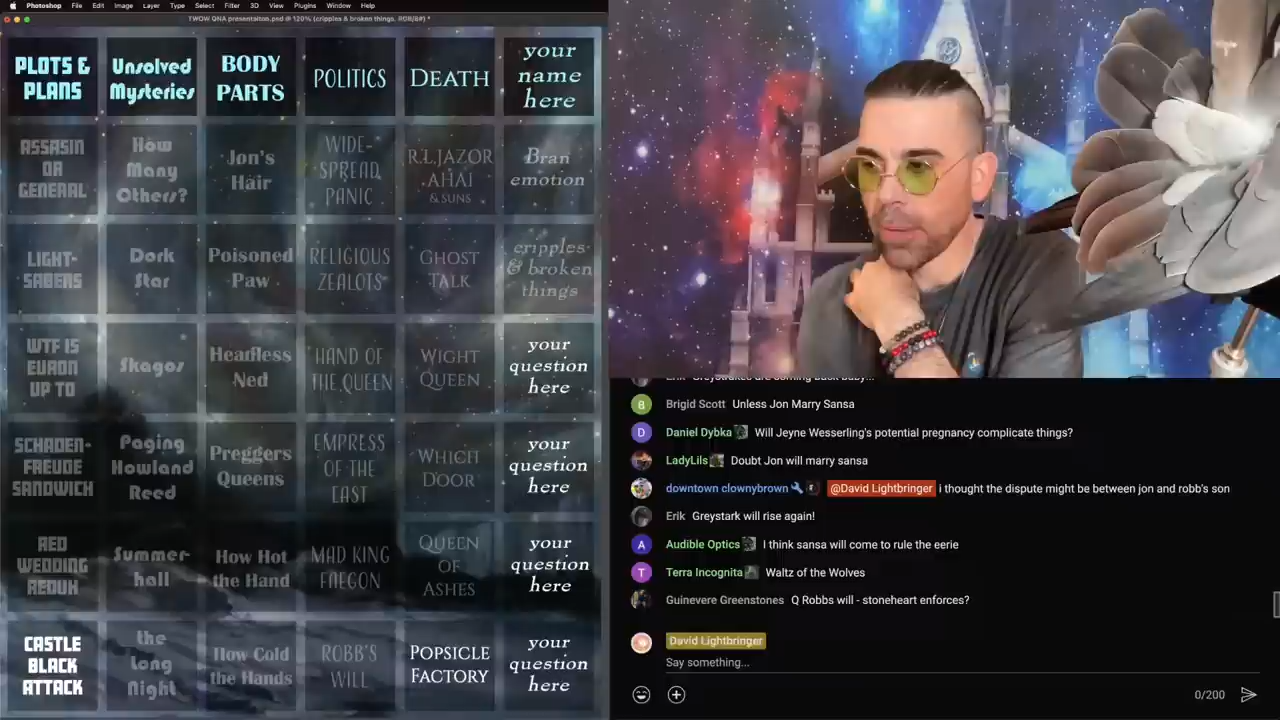 Photoshop File Edit Image Layer Type Select Filter 3D View Plugins Window Help
TWOW QNA presentaiton.psd @ 120% (cripples & broken things, RGB/8#) *
PLOTS &
PLANS
Unsolved
Mysteries
BODY
PARTS
POLITICS
DEATH
your
name
here
ASSASIN
OR
GENERAL
How
Many
Others?
Jon's
Hair
WIDE-
SPREAD
PANIC
R.L.JAZOR
AHAI
& SUNS
Bran
emotion
LIGHT-
SABERS
Dork
Star
Poisoned
Paw
RELIGIOUS
ZEALOTS
GHOST
TALK
cripples
& broken
things
WTF IS
EURON
UP TO
Skagos
Headless
Ned
HAND OF
THE QUEEN
WIGHT
QUEEN
your
question
here
SCHADEN-
FREUDE
SANDWICH
Paging
Howland
Reed
Preggers
Queens
EMPRESS
OF THE
EAST
WHICH
DOOR
your
question
here
RED
WEDDING
REDUX
Summer-
hall
How Hot
the Hand
MAD KING
FAEGON
QUEEN
OF
ASHES
your
question
here
CASTLE
BLACK
ATTACK
the
Long
Night
How Cold
the Hands
ROBB'S
WILL
POPSICLE
FACTORY
your
question
here
Erik Greystrakes are coming back baby...
Brigid Scott Unless Jon Marry Sansa
Daniel Dybka Will Jeyne Wesserling's potential pregnancy complicate things?
LadyLils Doubt Jon will marry sansa
downtown clownybrown @David Lightbringer i thought the dispute might be between jon and robb's son
Erik Greystark will rise again!
Audible Optics I think sansa will come to rule the eerie
Terra Incognita Waltz of the Wolves
Guinevere Greenstones Q Robbs will - stoneheart enforces?
David Lightbringer
Say something...
0/200